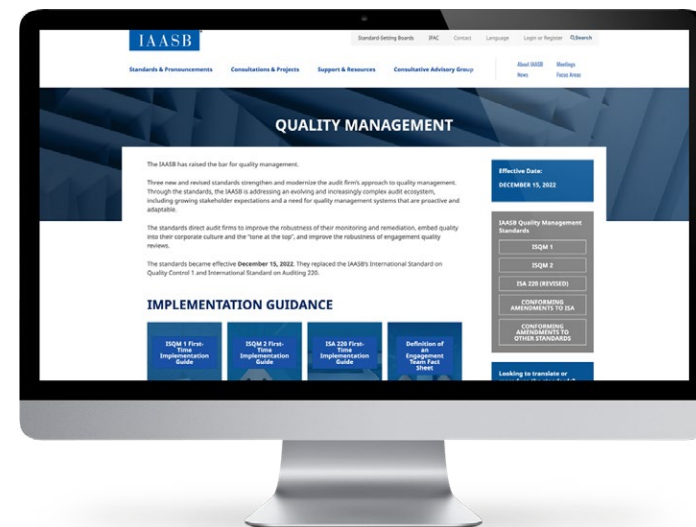 IAASB
Standard-Setting Boards IFAC Contact Language Login or Register Search
Standards & Pronouncements Consultations & Projects Support & Resources Consultative Advisory Group
About IAASB Meetings
News Focus Areas
QUALITY MANAGEMENT
The IAASB has raised the bar for quality management.
Three new and revised standards strengthen and modernize the audit firm's approach to quality management.
Through the standards, the IAASB is addressing an evolving and increasingly complex audit ecosystem,
including growing stakeholder expectations and a need for quality management systems that are proactive and
adaptable.
The standards direct audit firms to improve the robustness of their monitoring and remediation, embed quality
into their corporate culture and the "tone at the top", and improve the robustness of engagement quality
reviews.
The standards became effective December 15, 2022. They replaced the IAASB's International Standard on
Quality Control 1 and International Standard on Auditing 220.
IMPLEMENTATION GUIDANCE
ISQM 1 First-
Time
Implementation
Guide
ISQM 2 First-
Time
Implementation
Guide
ISA 220 First-
Time
Implementation
Guide
Definition of
an
Engagement
Team Fact
Sheet
Effective Date:
DECEMBER 15, 2022
IAASB Quality Management
Standards
ISQM 1
ISQM 2
ISA 220 (REVISED)
CONFORMING
AMENDMENTS TO ISA
CONFORMING
AMENDMENTS TO
OTHER STANDARDS
Looking to translate or